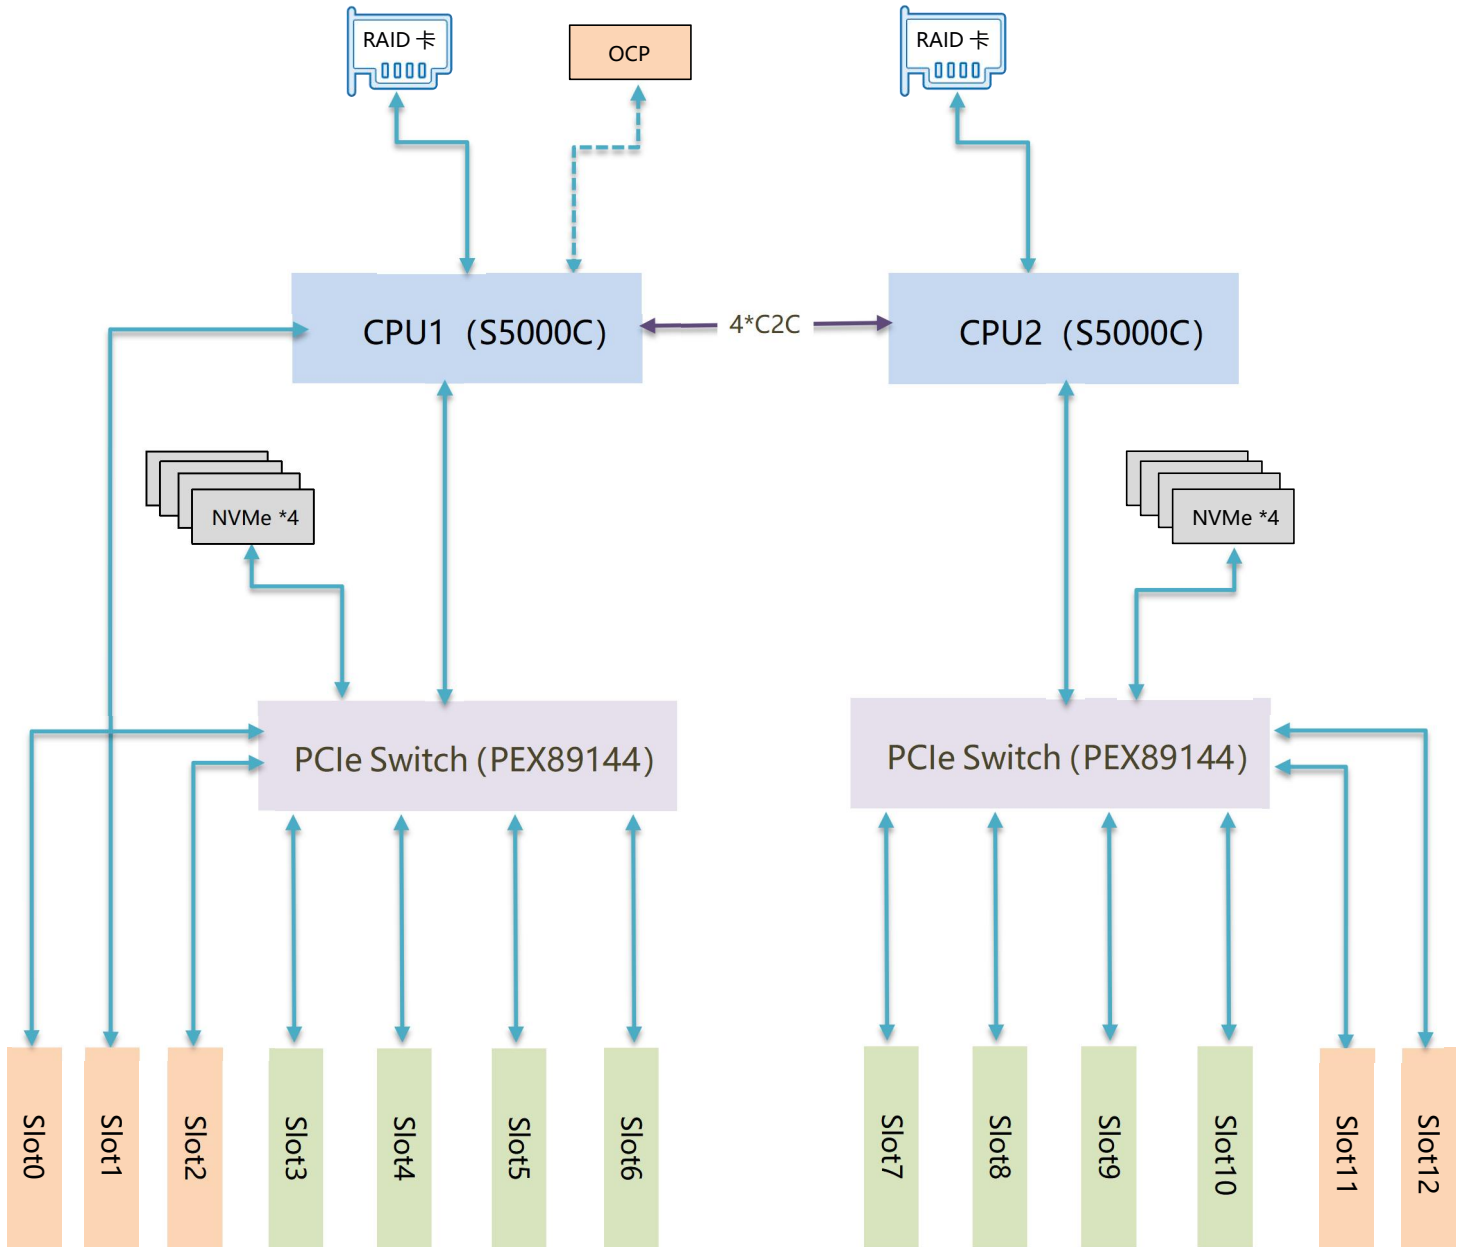 RAID 卡
OCP
RAID 卡
CPU1（S5000C）
4*C2C
CPU2（S5000C）
NVMe *4
NVMe *4
PCIe Switch（PEX89144）
PCIe Switch（PEX89144）
Slot0
Slot1
Slot2
Slot3
Slot4
Slot5
Slot6
Slot7
Slot8
Slot9
Slot10
Slot11
Slot12